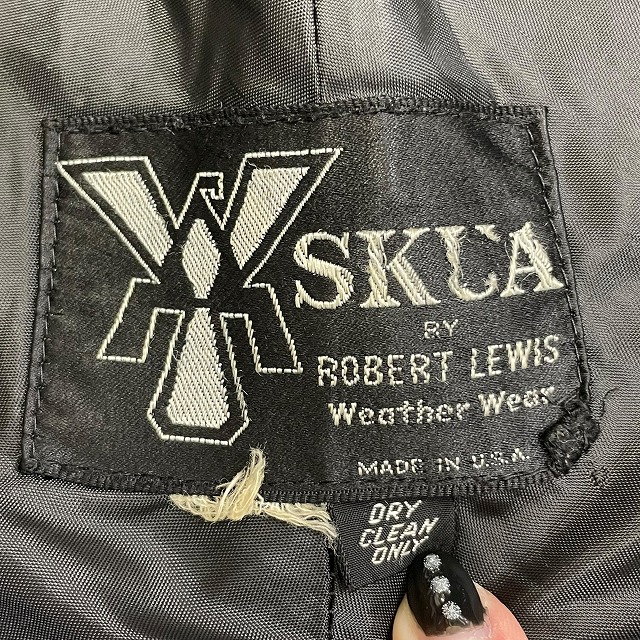 SKUA
BY
ROBERT LEWIS
Weather Wear
MADE IN U.S.A.
DRY
CLEAN
ONLY